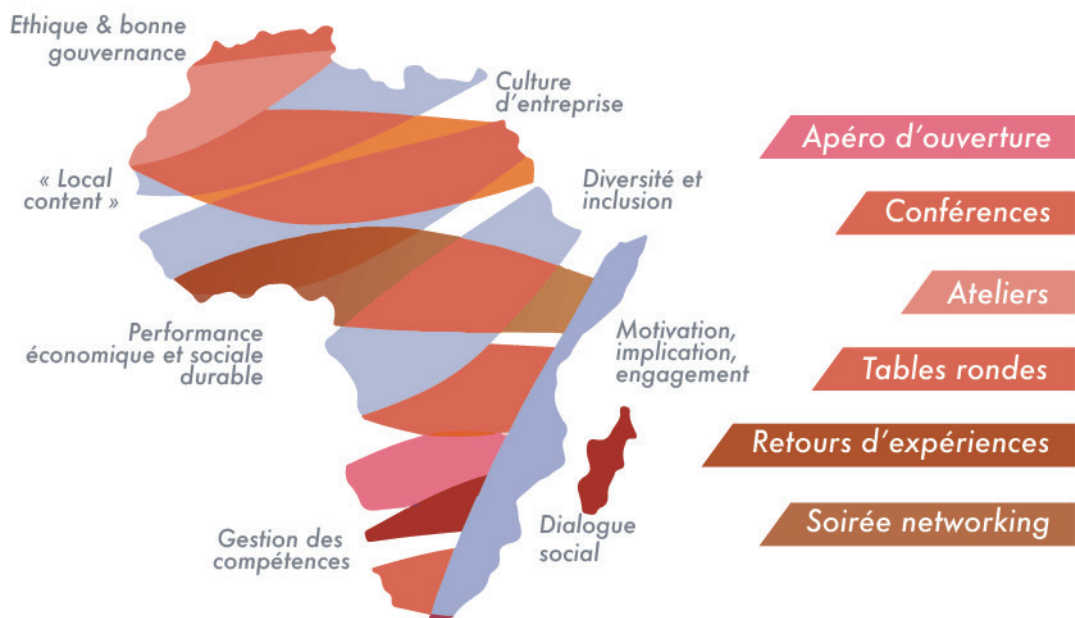 Ethique & bonne
gouvernance
Culture
d'entreprise
« Local
content »
Diversité et
inclusion
Performance
économique et sociale
durable
Motivation,
implication,
engagement
Gestion des
compétences
Dialogue
social
Apéro d'ouverture
Conférences
Ateliers
Tables rondes
Retours d'expériences
Soirée networking